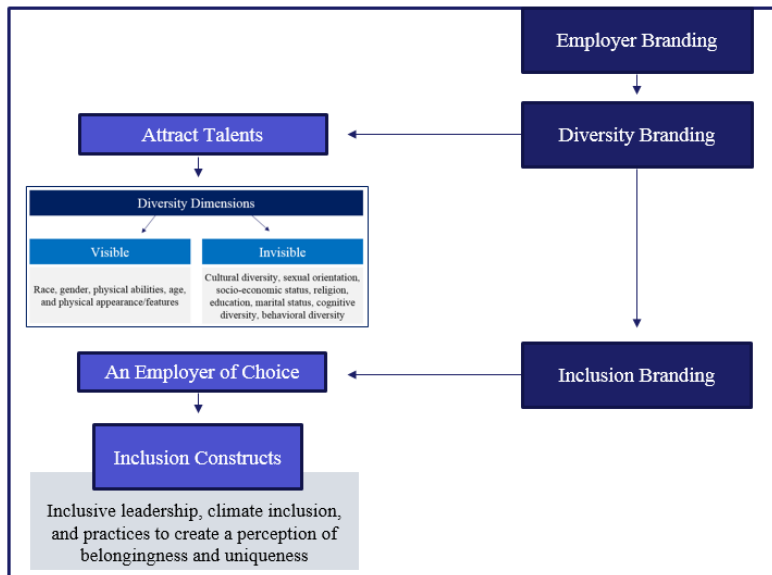 Employer Branding
Attract Talents
Diversity Branding
Diversity Dimensions
Visible
Invisible
Race, gender, physical abilities, age,
and physical appearance/features
Cultural diversity, sexual orientation,
socio-economic status, religion,
education, marital status, cognitive
diversity, behavioral diversity
An Employer of Choice
Inclusion Branding
Inclusion Constructs
Inclusive leadership, climate inclusion,
and practices to create a perception of
belongingness and uniqueness